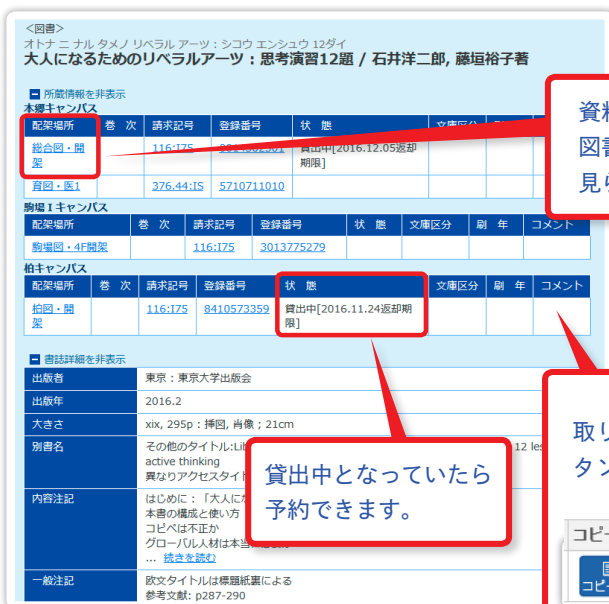 <図書>
オトナ ニ ナル タメノ リベラル アーツ : シコウ エンシュウ 12ダイ
大人になるためのリベラルアーツ : 思考演習12題 / 石井洋二郎, 藤垣裕子著
所蔵情報を非表示
本郷キャンパス
配架場所 巻 次 請求記号 登録番号 状 態 文庫区分
総合図・開架 116:I75 貸出中[2016.12.05返却期限]
育図・医1 376.44:IS 5710711010
駒場 I キャンパス
配架場所 巻 次 請求記号 登録番号 状 態 文庫区分 刷 年 コメント
駒場図・4F開架 116:I75 3013775279
柏キャンパス
配架場所 巻 次 請求記号 登録番号 状 態 文庫区分 刷 年 コメント
柏図・開架 116:I75 8410573359 貸出中[2016.11.24返却期限]
書誌詳細を非表示
出版者 東京 : 東京大学出版会
出版年 2016.2
大きさ xix, 295p : 挿図, 肖像 ; 21cm
別書名 その他のタイトル:Lib 12 les
active thinking
異なりアクセスタイ
内容注記 はじめに : 「大人にな
本書の構成と使い方
コピペは不正か
グローバル人材は本当
... 続きを読む
一般注記 欧文タイトルは標題紙裏による
参考文献: p287-290
資料
図書
見ら
貸出中となっていたら
予約できます。
取り
タン
コピー
コピー